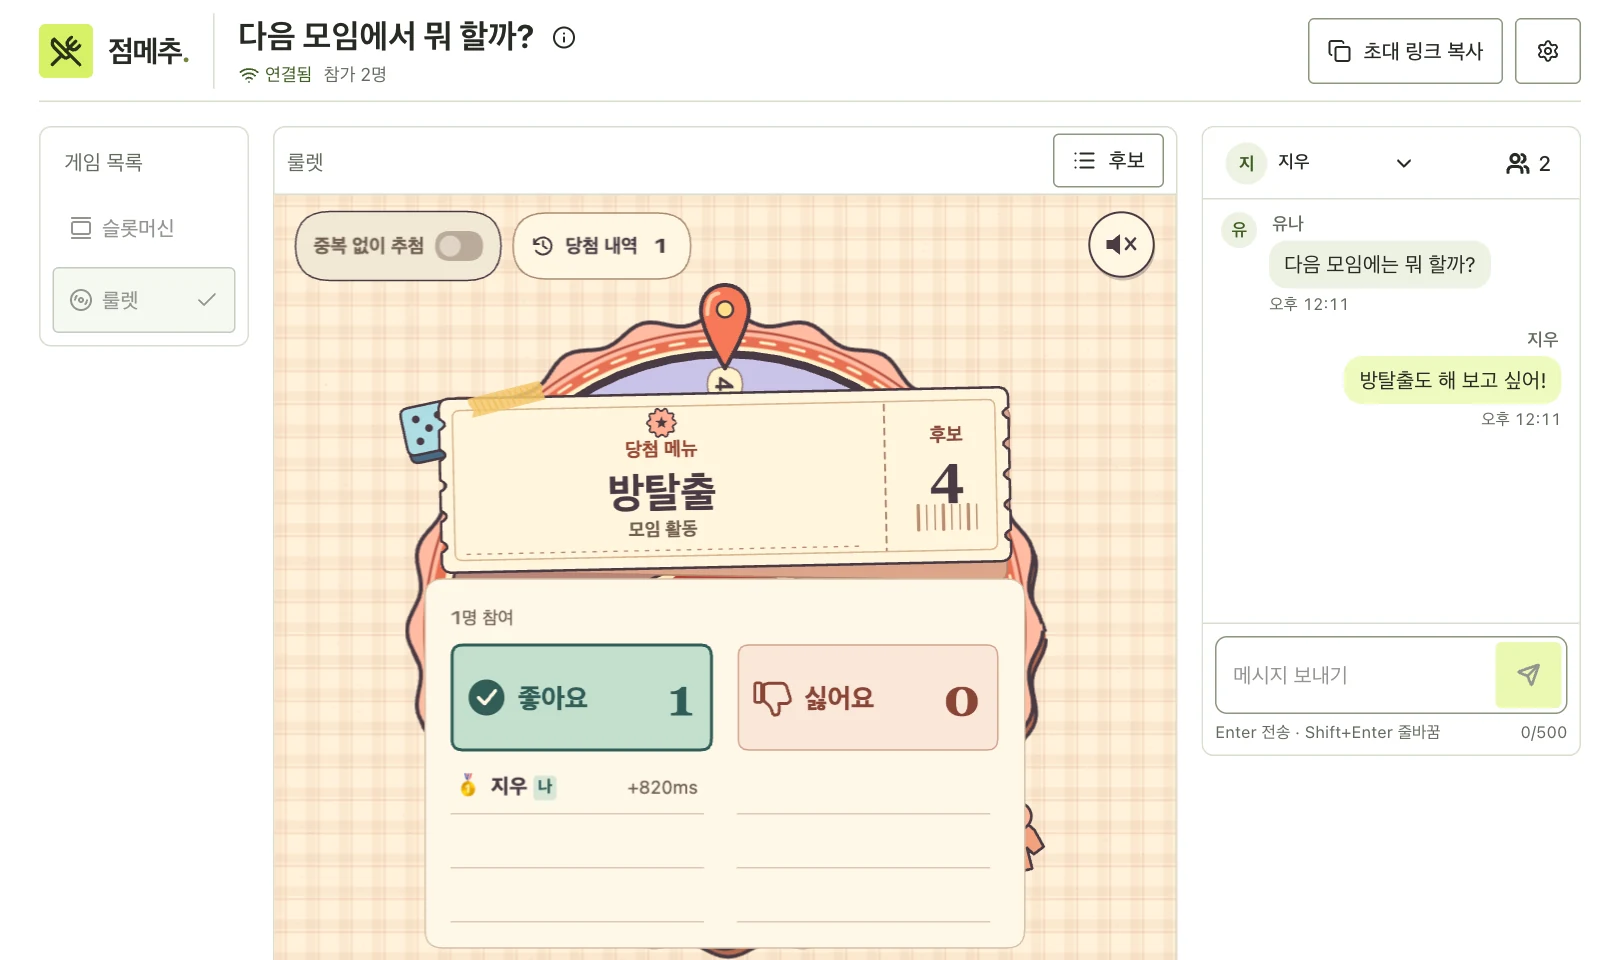 점메추.
다음 모임에서 뭐 할까?
연결됨 참가 2명
초대 링크 복사
게임 목록
슬롯머신
룰렛
룰렛
후보
중복 없이 추첨
당첨 내역 1
4
당첨 메뉴
방탈출
모임 활동
후보
4
1명 참여
좋아요 1
싫어요 0
지우 나 +820ms
지 지우 2
유 유나
다음 모임에는 뭐 할까?
오후 12:11
지우
방탈출도 해 보고 싶어!
오후 12:11
메시지 보내기
Enter 전송 · Shift+Enter 줄바꿈 0/500